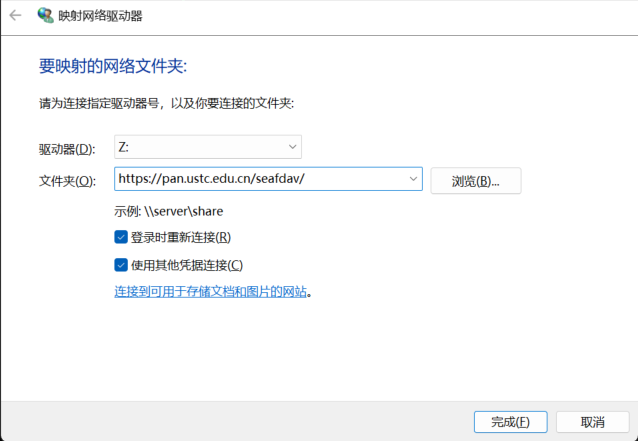 映射网络驱动器
要映射的网络文件夹:
请为连接指定驱动器号，以及你要连接的文件夹:
驱动器(D): Z:
文件夹(O): https://pan.ustc.edu.cn/seafdav/ 浏览(B)...
示例: \\server\share
登录时重新连接(R)
使用其他凭据连接(C)
连接到可用于存储文档和图片的网站。
完成(F) 取消